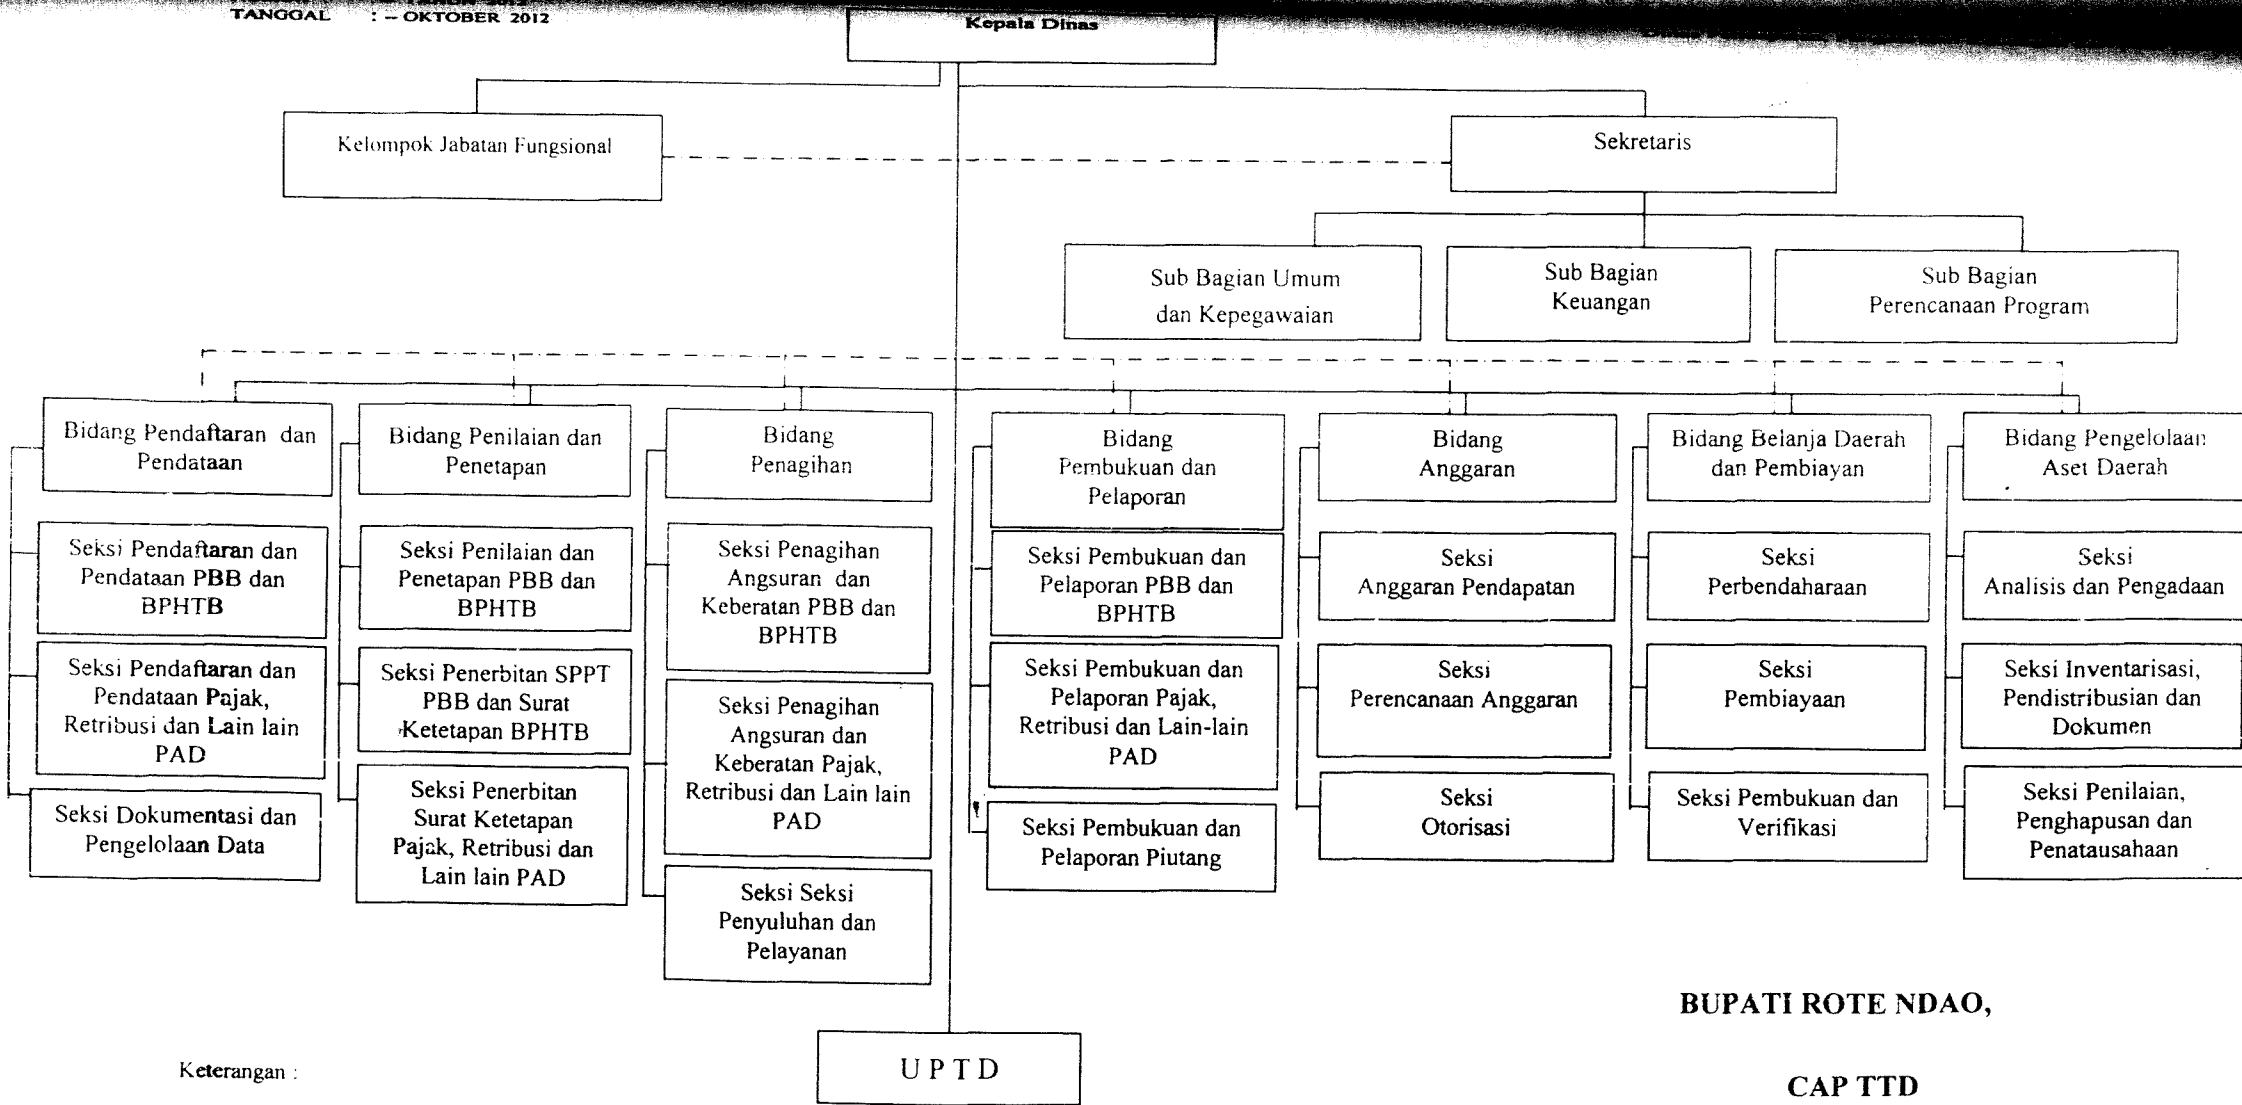 TAHUN 2012
TANGGAL : – OKTOBER 2012
Kepala Dinas
Kelompok Jabatan Fungsional
Sekretaris
Sub Bagian Umum
dan Kepegawaian
Sub Bagian
Keuangan
Sub Bagian
Perencanaan Program
Bidang Pendaftaran dan
Pendataan
Bidang Penilaian dan
Penetapan
Bidang
Penagihan
Bidang
Pembukuan dan
Pelaporan
Bidang
Anggaran
Bidang Belanja Daerah
dan Pembiayan
Bidang Pengelolaan
Aset Daerah
Seksi Pendaftaran dan
Pendataan PBB dan
BPHTB
Seksi Penilaian dan
Penetapan PBB dan
BPHTB
Seksi Penagihan
Angsuran dan
Keberatan PBB dan
BPHTB
Seksi Pembukuan dan
Pelaporan PBB dan
BPHTB
Seksi
Anggaran Pendapatan
Seksi
Perbendaharaan
Seksi
Analisis dan Pengadaan
Seksi Pendaftaran dan
Pendataan Pajak,
Retribusi dan Lain lain
PAD
Seksi Penerbitan SPPT
PBB dan Surat
Ketetapan BPHTB
Seksi Penagihan
Angsuran dan
Keberatan Pajak,
Retribusi dan Lain lain
PAD
Seksi Pembukuan dan
Pelaporan Pajak,
Retribusi dan Lain-lain
PAD
Seksi
Perencanaan Anggaran
Seksi
Pembiayaan
Seksi Inventarisasi,
Pendistribusian dan
Dokumen
Seksi Dokumentasi dan
Pengelolaan Data
Seksi Penerbitan
Surat Ketetapan
Pajak, Retribusi dan
Lain lain PAD
Seksi Seksi
Penyuluhan dan
Pelayanan
Seksi Pembukuan dan
Pelaporan Piutang
Seksi
Otorisasi
Seksi Pembukuan dan
Verifikasi
Seksi Penilaian,
Penghapusan dan
Penatausahaan
BUPATI ROTE NDAO,
U P T D
Keterangan :
CAP TTD